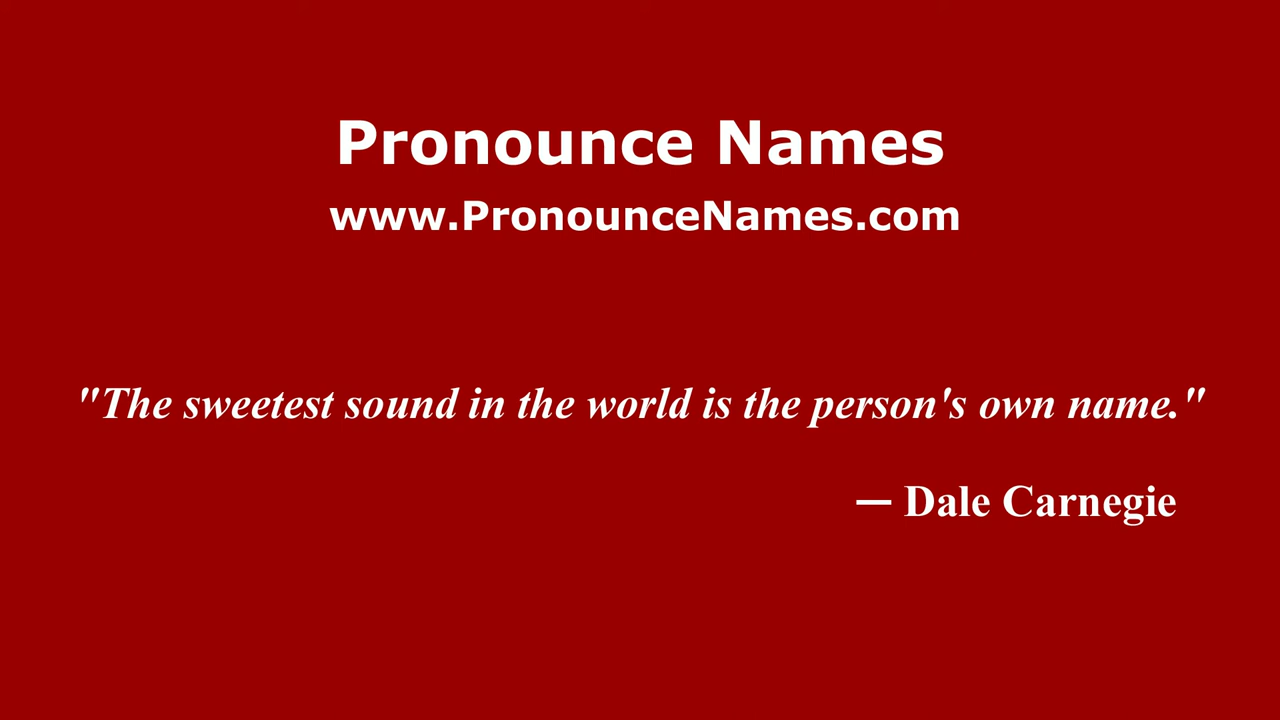 Pronounce Names
www.PronounceNames.com
"The sweetest sound in the world is the person's own name."
— Dale Carnegie